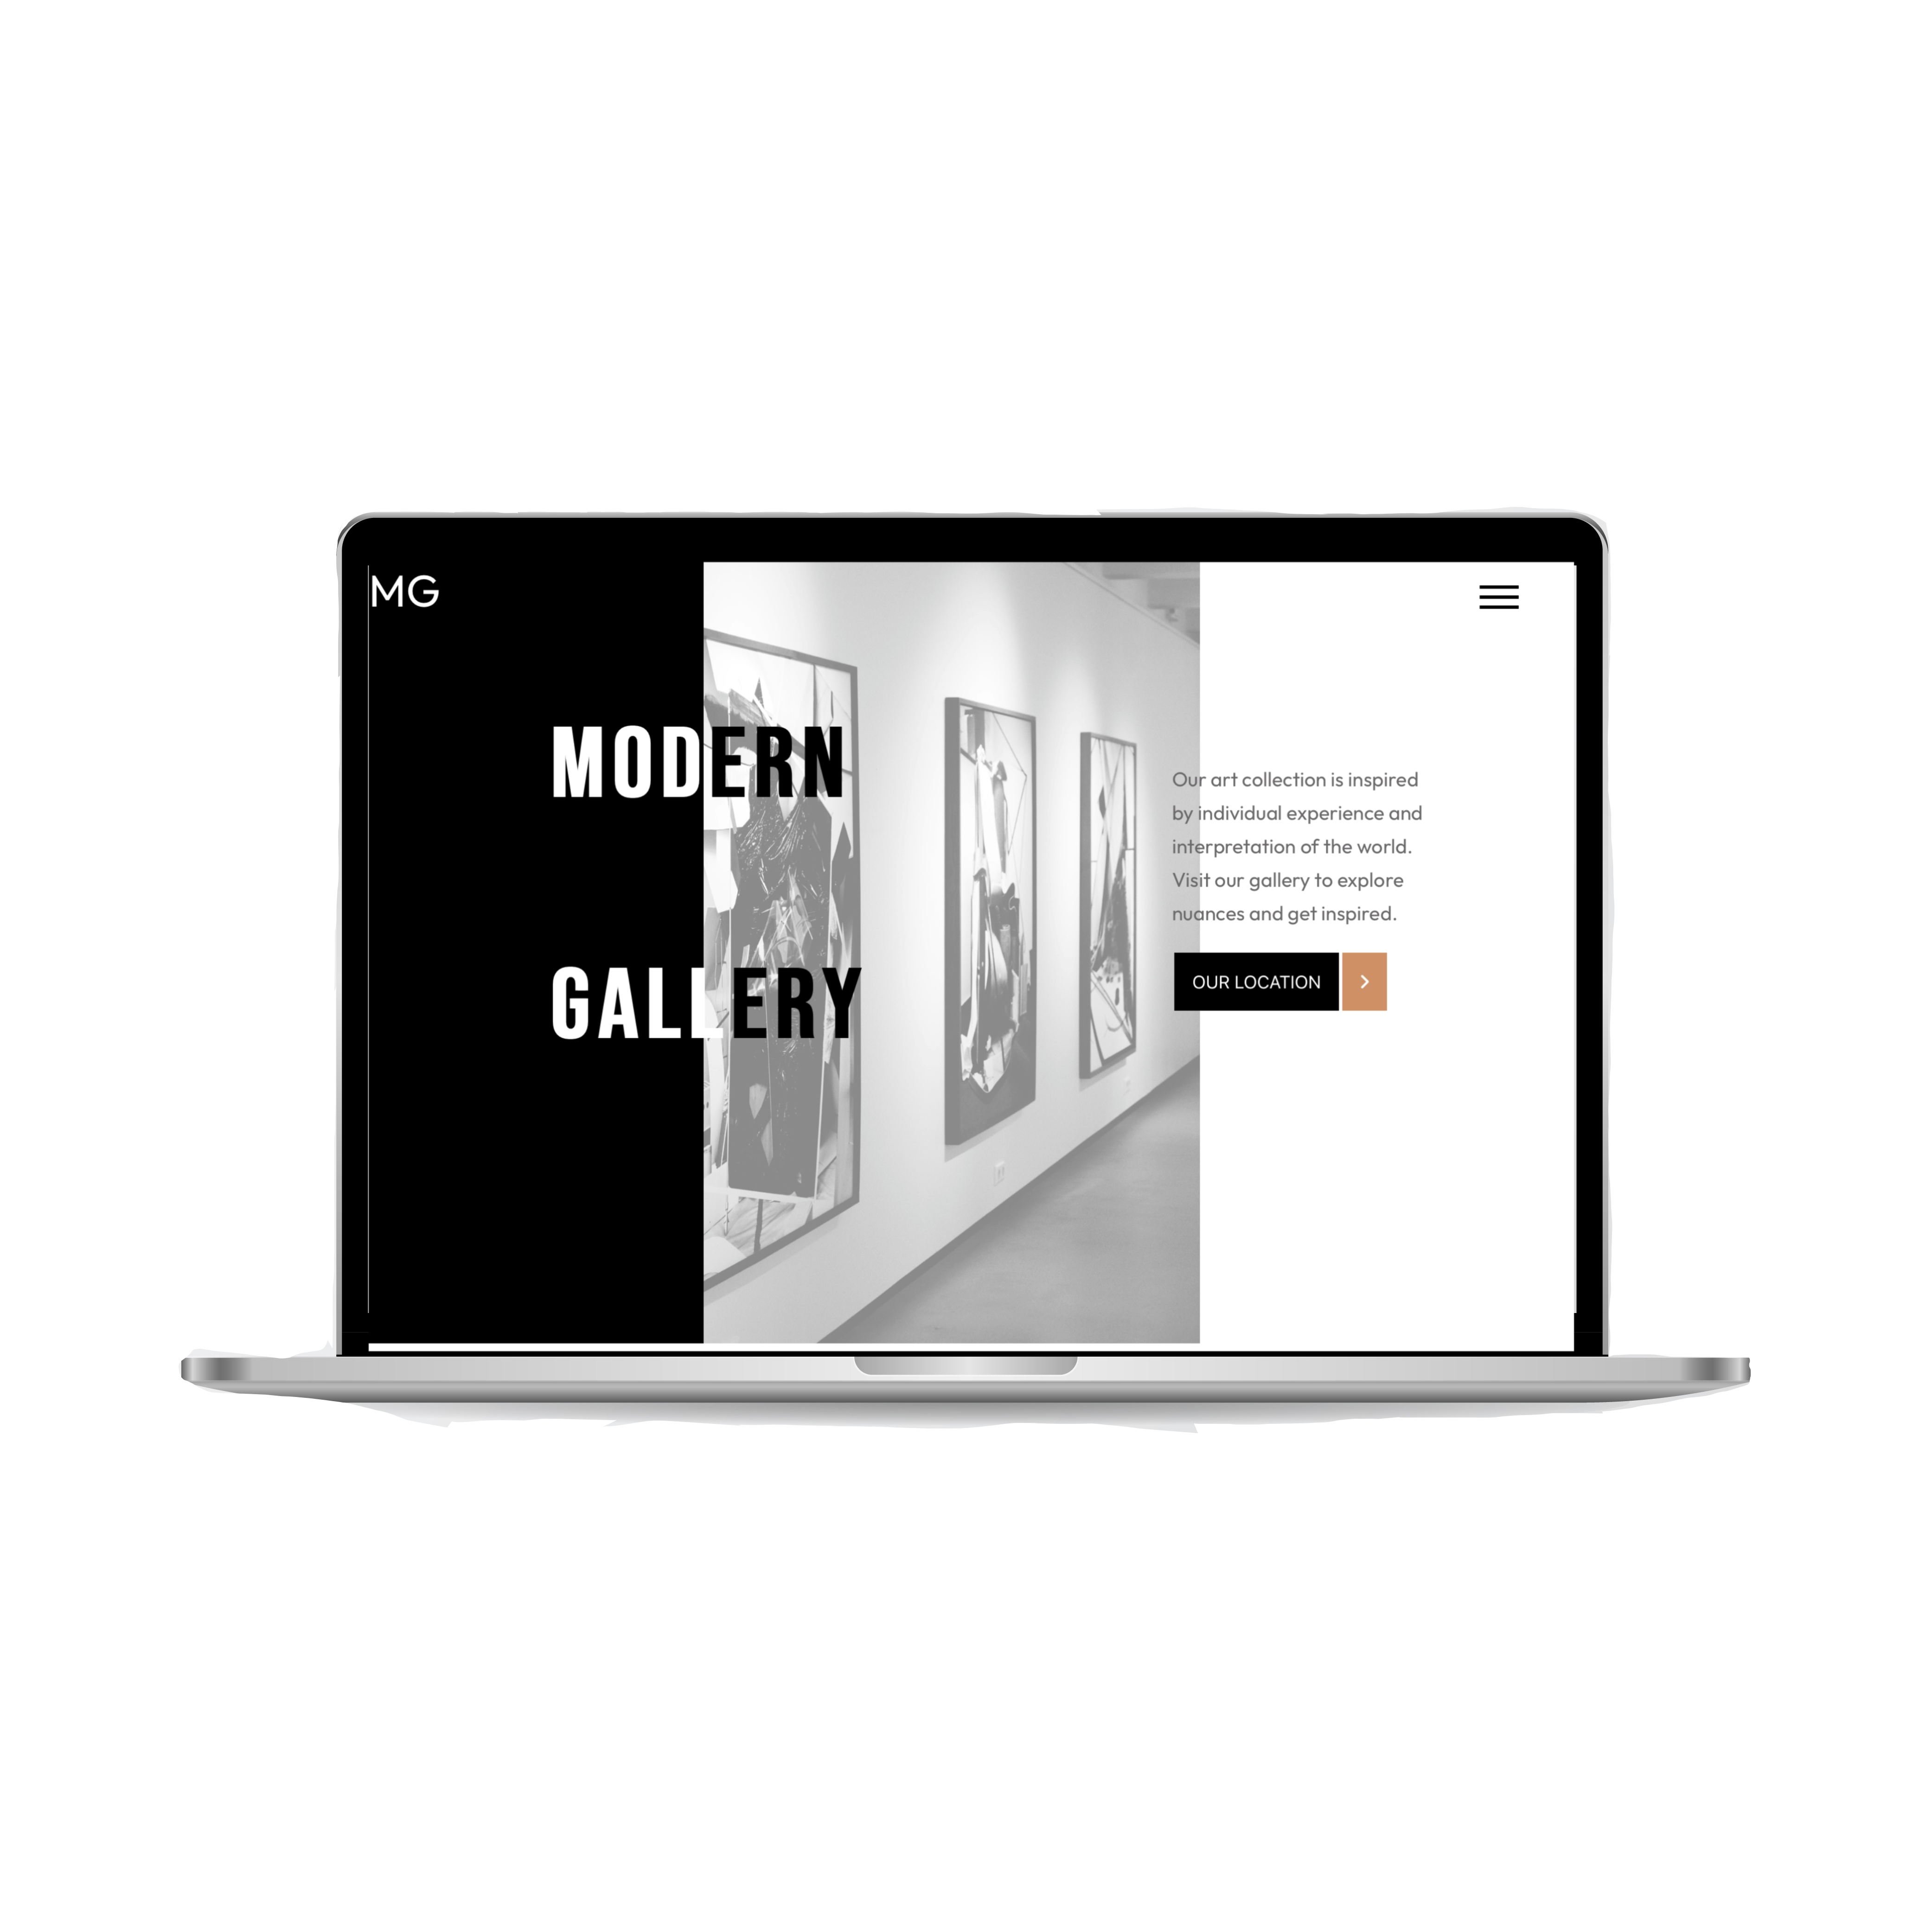 MG
MODERN
GALLERY
Our art collection is inspired
by individual experience and
interpretation of the world.
Visit our gallery to explore
nuances and get inspired.
OUR LOCATION